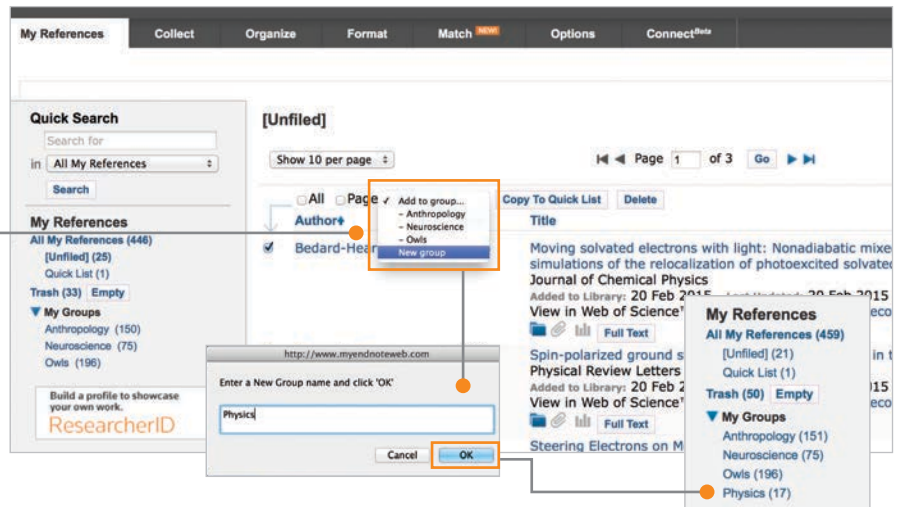 My References Collect Organize Format Match NEW! Options Connect Beta
Quick Search
Search for
in All My References
Search
My References
All My References (446)
[Unfiled] (25)
Quick List (1)
Trash (33) Empty
My Groups
Anthropology (150)
Neuroscience (75)
Owls (196)
Build a profile to showcase
your own work.
ResearcherID
[Unfiled]
Show 10 per page
Page 1 of 3 Go
All Page
Add to group...
– Anthropology
– Neuroscience
– Owls
New group
Copy To Quick List Delete
Author Title
Bedard-Hear
Moving solvated electrons with light: Nonadiabatic mixe
simulations of the relocalization of photoexcited solvate
Journal of Chemical Physics
Added to Library: 20 Feb 2015 20 Feb 2015
View in Web of Science eco
Full Text
Spin-polarized ground s in t
Physical Review Letters
Added to Library: 20 Feb 2 15
View in Web of Science eco
Full Text
Steering Electrons on M
http://www.myendnoteweb.com
Enter a New Group name and click 'OK'
Physics
Cancel OK
My References
All My References (459)
[Unfiled] (21)
Quick List (1)
Trash (50) Empty
My Groups
Anthropology (151)
Neuroscience (75)
Owls (196)
Physics (17)